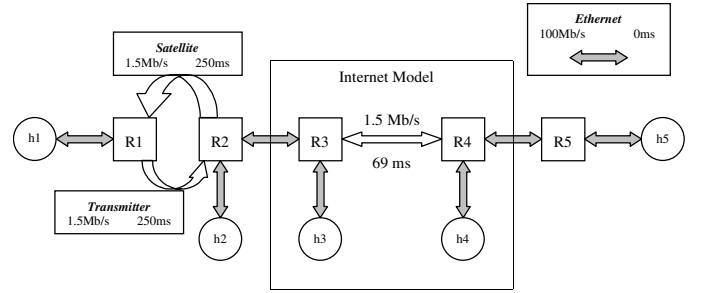 Ethernet
100Mb/s 0ms
Satellite
1.5Mb/s 250ms
Internet Model
1.5 Mb/s
h1
R1
R2
R3
R4
R5
h5
69 ms
Transmitter
1.5Mb/s 250ms
h2
h3
h4